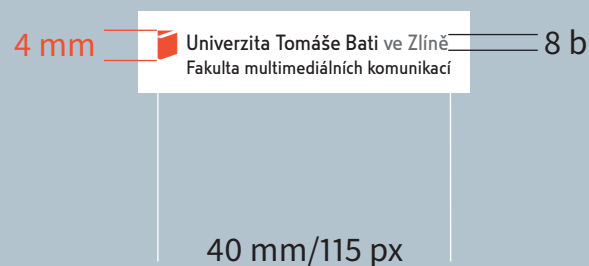 4 mm
Univerzita Tomáše Bati ve Zlíně
8 b
Fakulta multimediálních komunikací
40 mm/115 px